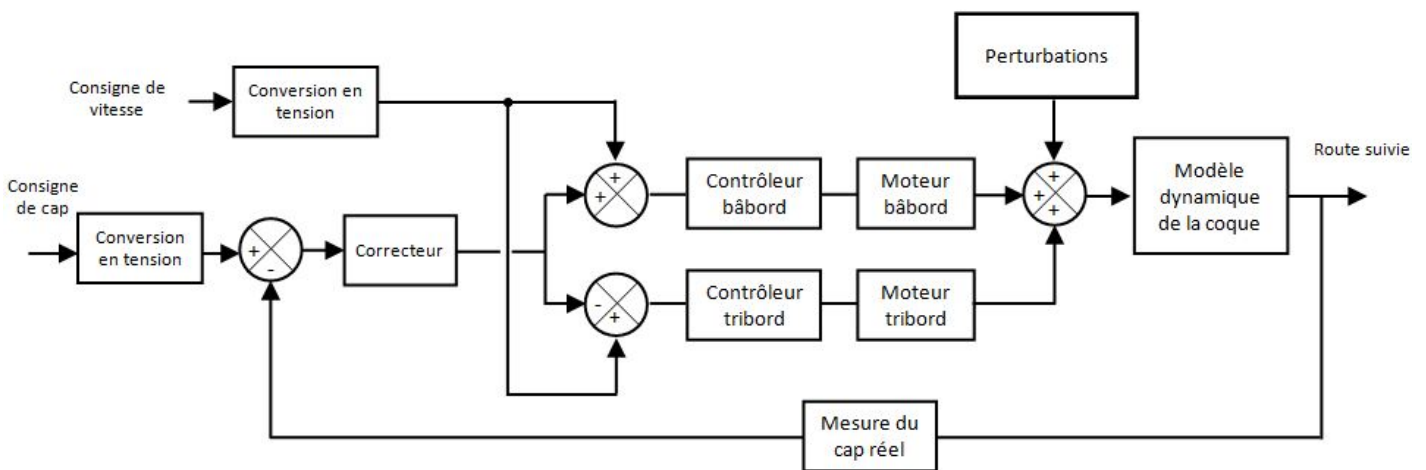 Perturbations
Consigne de
vitesse
Conversion en
tension
Consigne
de cap
Conversion
en tension
+
-
Correcteur
+
+
-
+
Contrôleur
bâbord
Moteur
bâbord
Contrôleur
tribord
Moteur
tribord
+
+
+
Modèle
dynamique
de la coque
Route suivie
Mesure du
cap réel